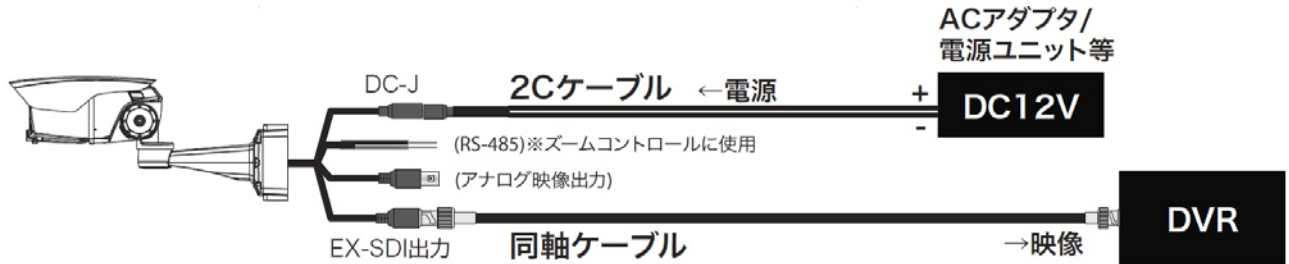 ACアダプタ/
電源ユニット等
DC-J
2Cケーブル ←電源
+
-
DC12V
(RS-485)※ズームコントロールに使用
(アナログ映像出力)
EX-SDI出力
同軸ケーブル
→映像
DVR